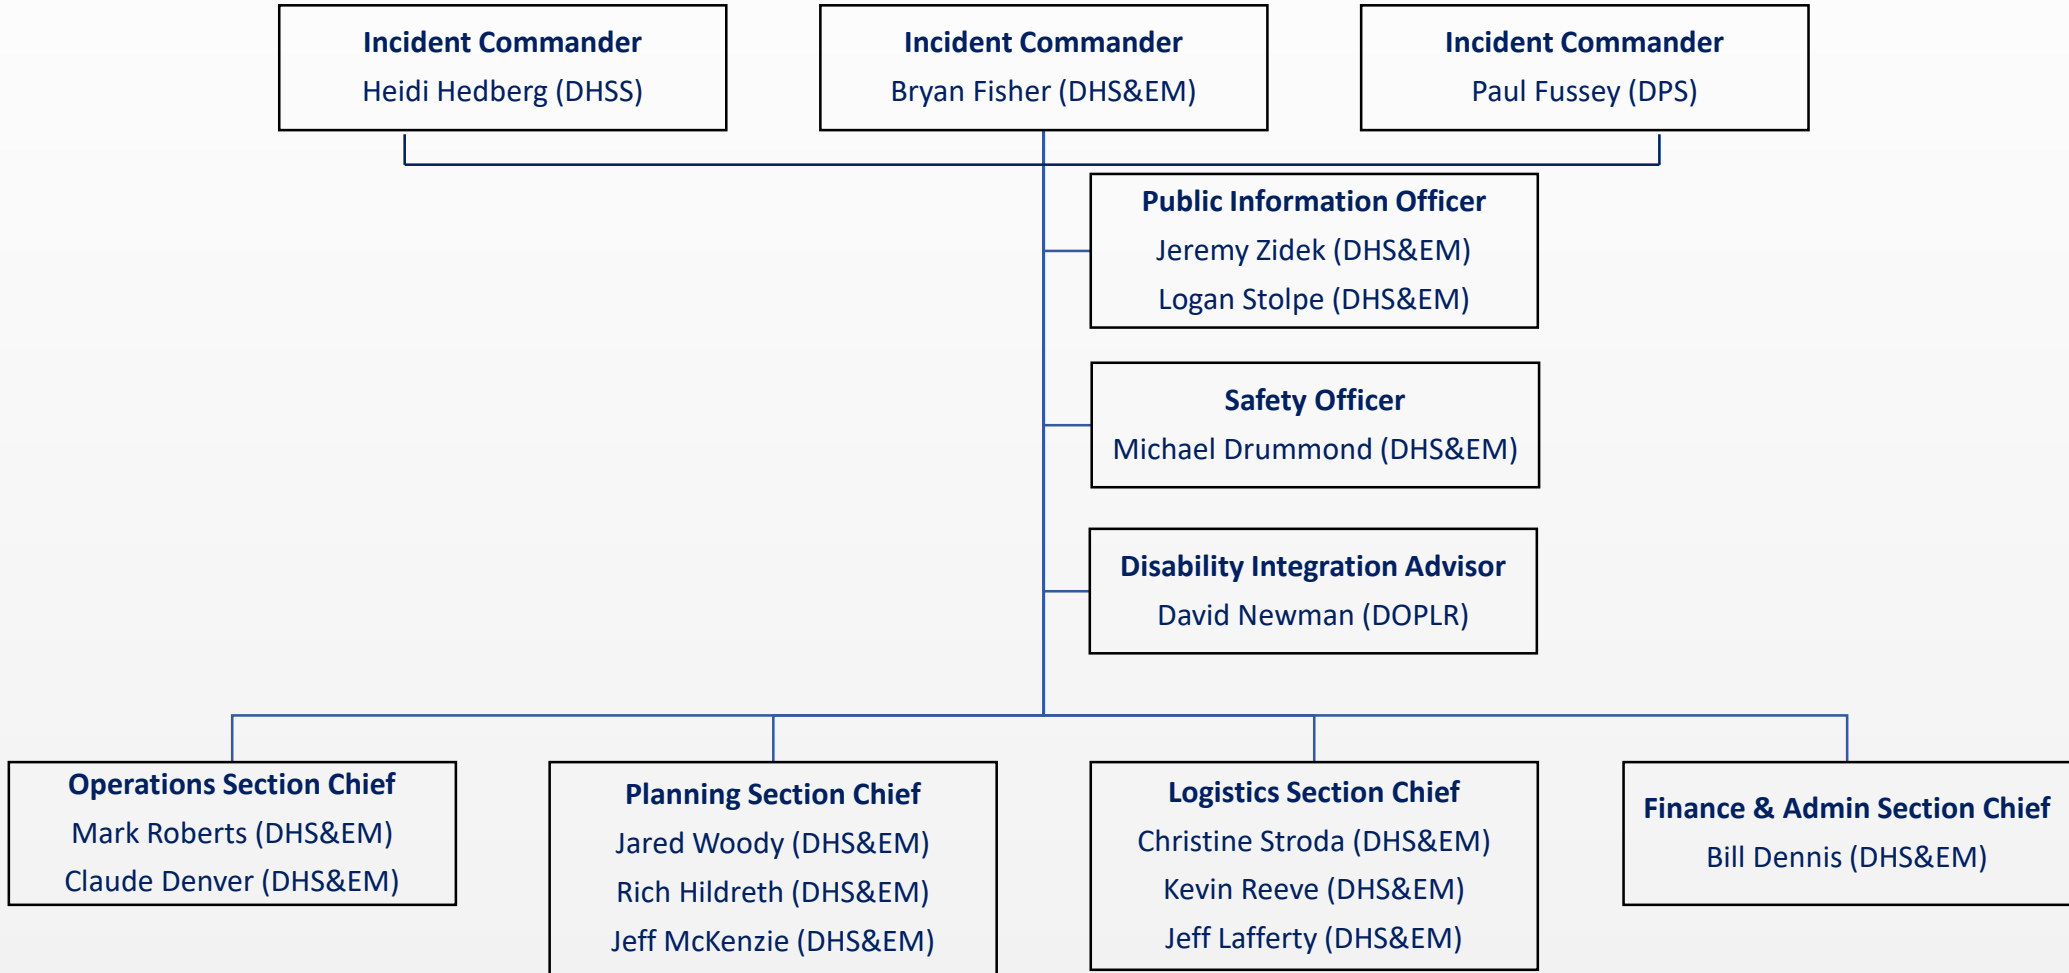 Incident Commander
Heidi Hedberg (DHSS)
Incident Commander
Bryan Fisher (DHS&EM)
Incident Commander
Paul Fussey (DPS)
Public Information Officer
Jeremy Zidek (DHS&EM)
Logan Stolpe (DHS&EM)
Safety Officer
Michael Drummond (DHS&EM)
Disability Integration Advisor
David Newman (DOPLR)
Operations Section Chief
Mark Roberts (DHS&EM)
Claude Denver (DHS&EM)
Planning Section Chief
Jared Woody (DHS&EM)
Rich Hildreth (DHS&EM)
Jeff McKenzie (DHS&EM)
Logistics Section Chief
Christine Stroda (DHS&EM)
Kevin Reeve (DHS&EM)
Jeff Lafferty (DHS&EM)
Finance & Admin Section Chief
Bill Dennis (DHS&EM)